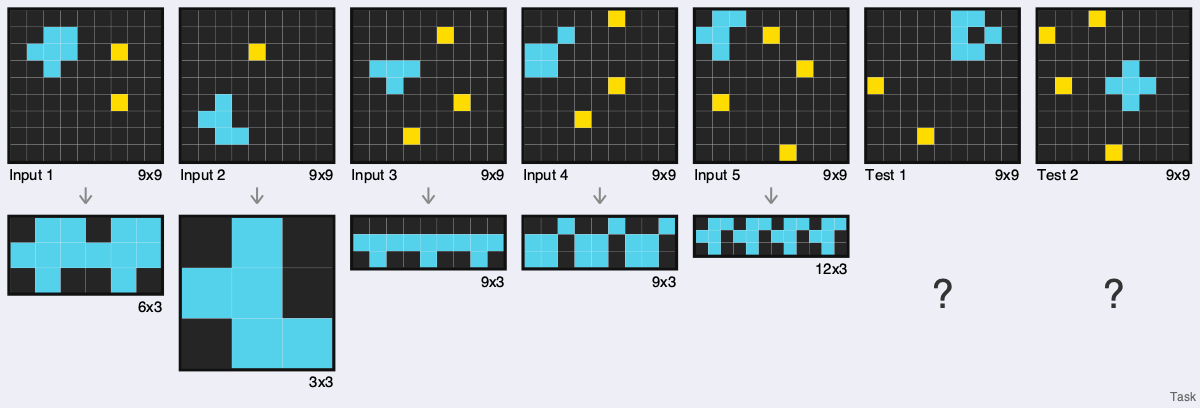 Input 1 9x9
Input 2 9x9
Input 3 9x9
Input 4 9x9
Input 5 9x9
Test 1 9x9
Test 2 9x9
6x3
3x3
9x3
9x3
12x3
?
?
Task